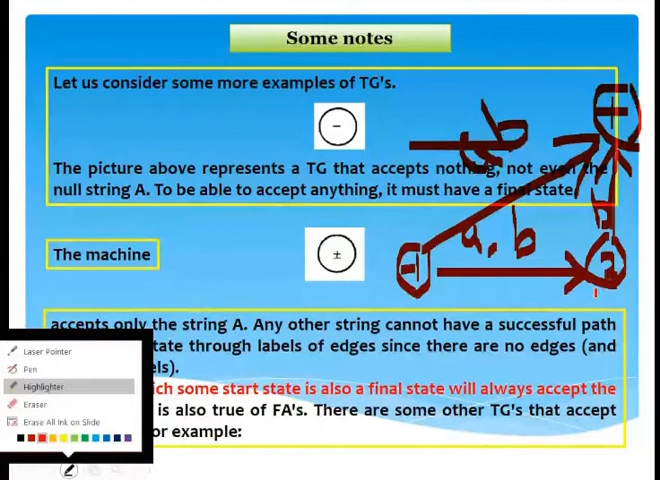 Some notes
Let us consider some more examples of TG's.
−
The picture above represents a TG that accepts nothing, not even the
null string Λ. To be able to accept anything, it must have a final state.
ab
The machine
±
−
a, b
2
+
accepts only the string Λ. Any other string cannot have a successful path
state through labels of edges since there are no edges (and
els).
ich some start state is also a final state will always accept the
is also true of FA's. There are some other TG's that accept
or example:
Laser Pointer
Pen
Highlighter
Eraser
Erase All Ink on Slide